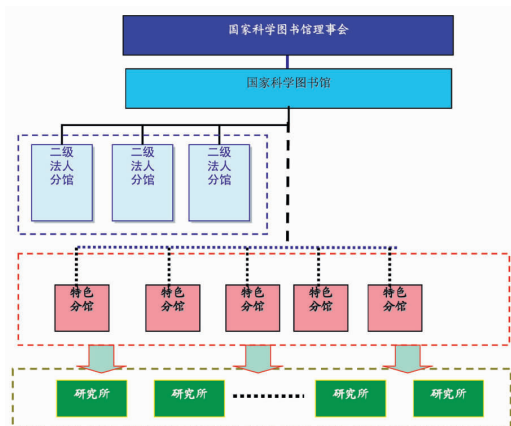 国家科学图书馆理事会
国家科学图书馆
二级
法人
分馆
二级
法人
分馆
二级
法人
分馆
特色
分馆
特色
分馆
特色
分馆
特色
分馆
特色
分馆
研究所
研究所
研究所
研究所